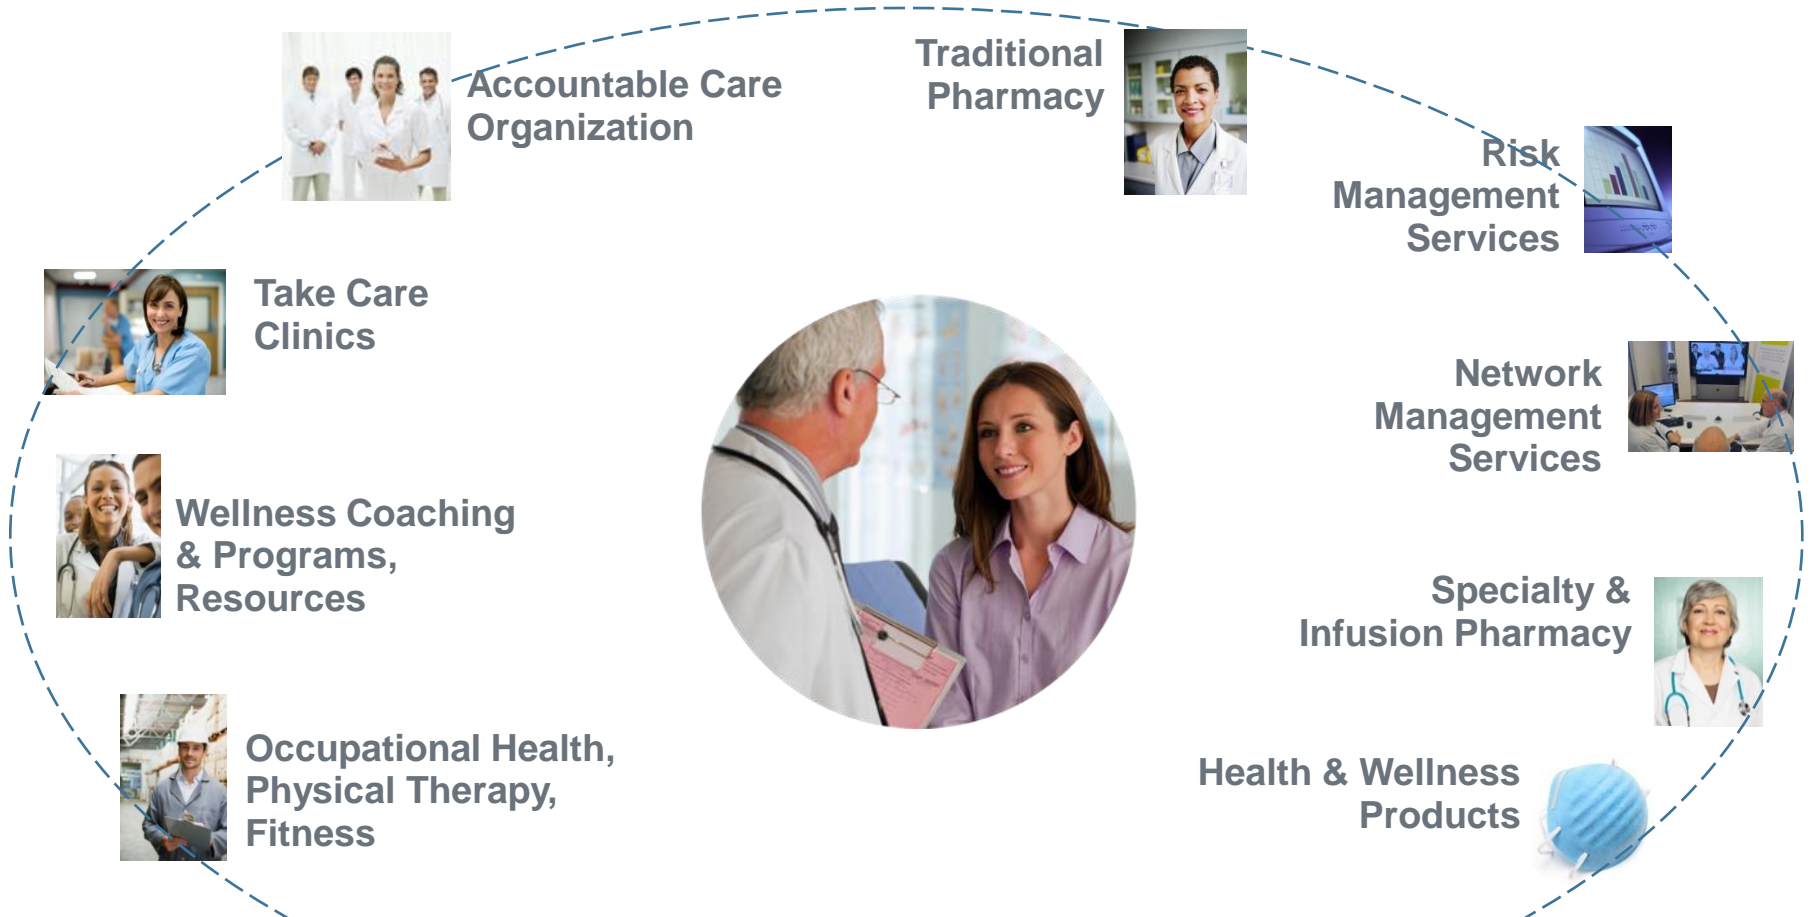 Accountable Care
Organization
Traditional
Pharmacy
Risk
Management
Services
Take Care
Clinics
Network
Management
Services
Wellness Coaching
& Programs,
Resources
Specialty &
Infusion Pharmacy
Occupational Health,
Physical Therapy,
Fitness
Health & Wellness
Products